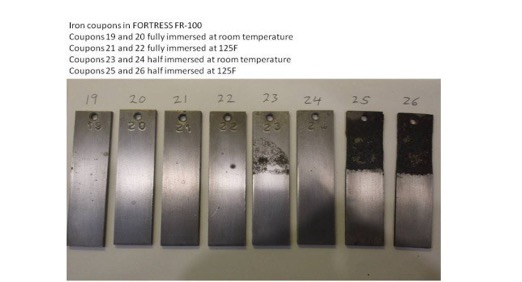 Iron coupons in FORTRESS FR-100
Coupons 19 and 20 fully immersed at room temperature
Coupons 21 and 22 fully immersed at 125F
Coupons 23 and 24 half immersed at room temperature
Coupons 25 and 26 half immersed at 125F
19 20 21 22 23 24 25 26
19 20 21 22 23